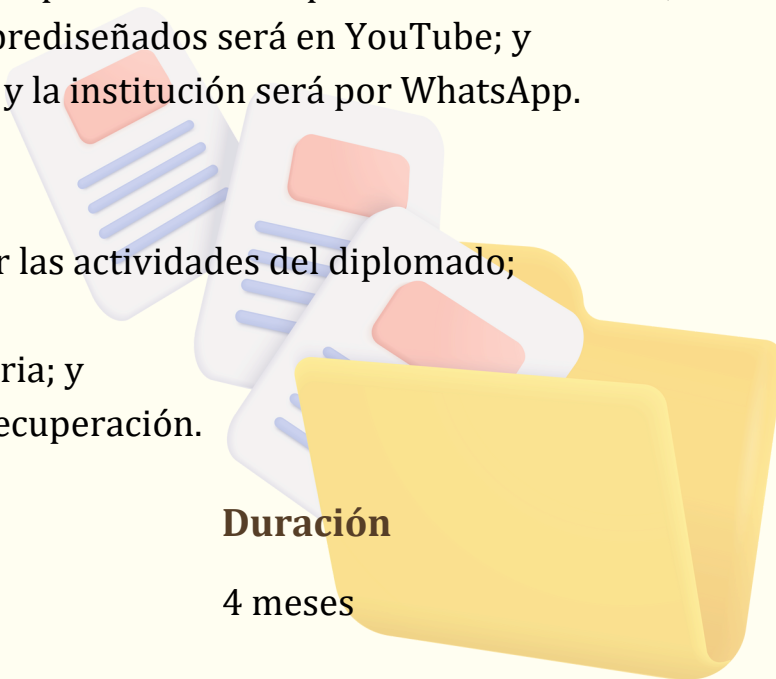 prediseñados será en YouTube; y
y la institución será por WhatsApp.
las actividades del diplomado;
ria; y
ecuperación.
Duración
4 meses